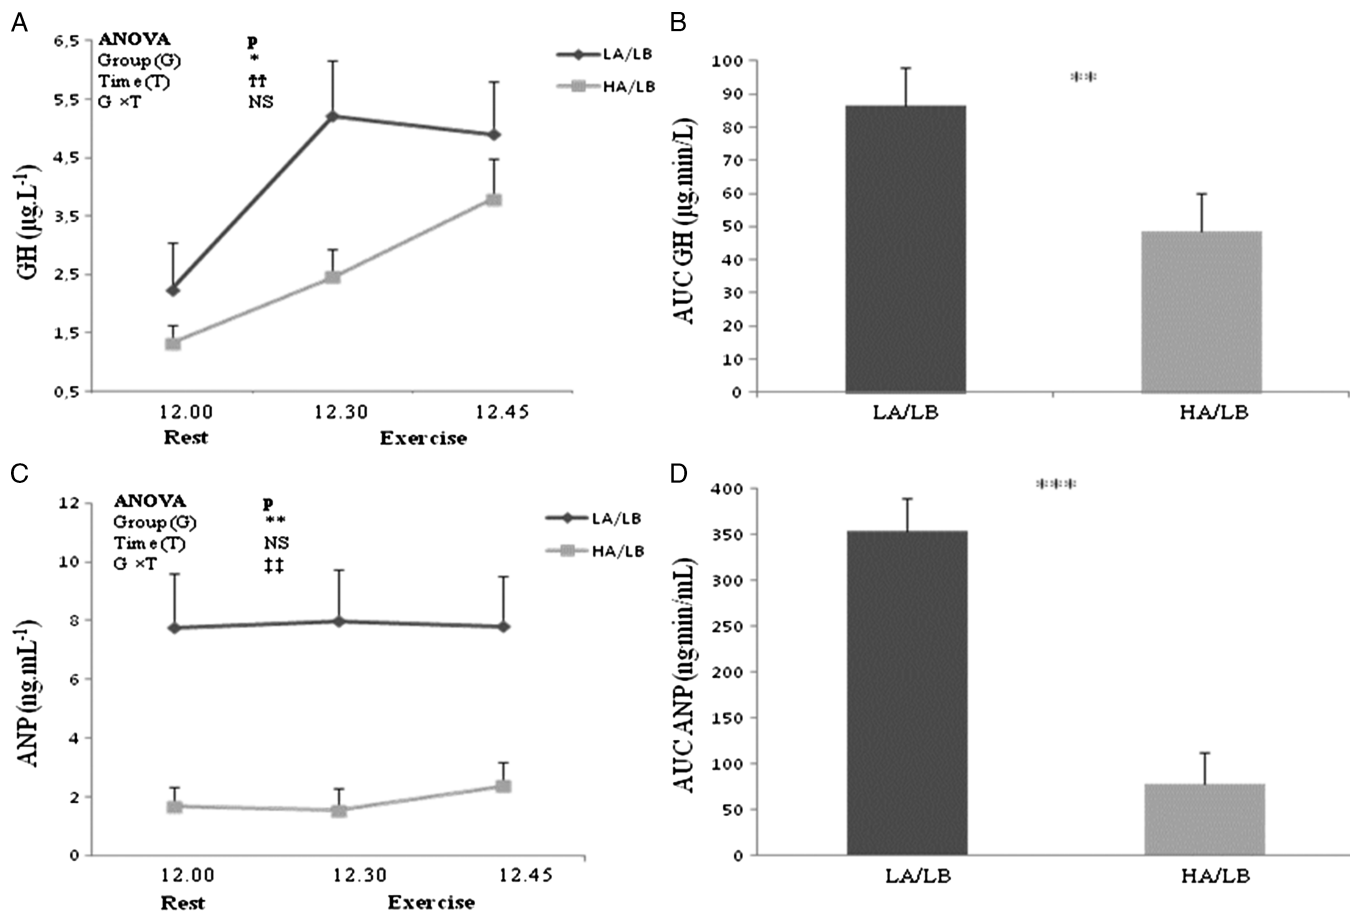 A
ANOVA p
Group(G) *
Time(T) ††
G ×T NS
LA/LB
HA/LB
GH (µg.L-1)
6,5
5,5
4,5
3,5
2,5
1,5
0,5
12.00 12.30 12.45
Rest Exercise
B
**
AUC GH (µg.min/L)
100
90
80
70
60
50
40
30
20
10
0
LA/LB HA/LB
C
ANOVA p
Group(G) **
Time(T) NS
G ×T ‡‡
LA/LB
HA/LB
ANP (ng.mL-1)
12
10
8
6
4
2
0
12.00 12.30 12.45
Rest Exercise
D
***
AUC ANP (ng.min/mL)
400
350
300
250
200
150
100
50
0
LA/LB HA/LB